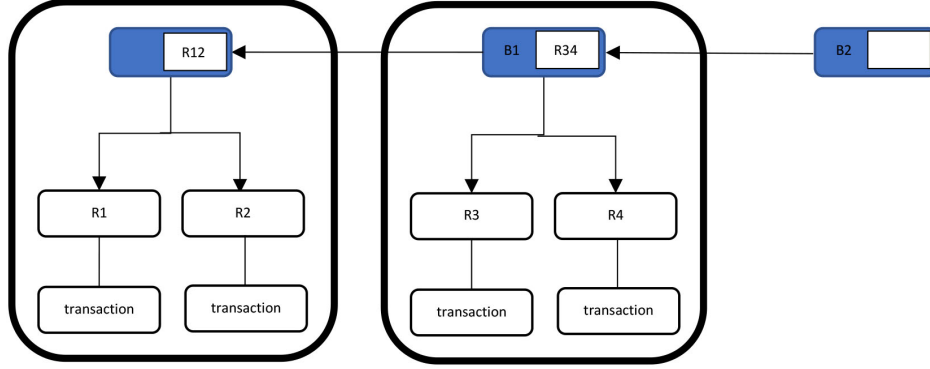 R12
B1
R34
B2
R1
R2
R3
R4
transaction
transaction
transaction
transaction